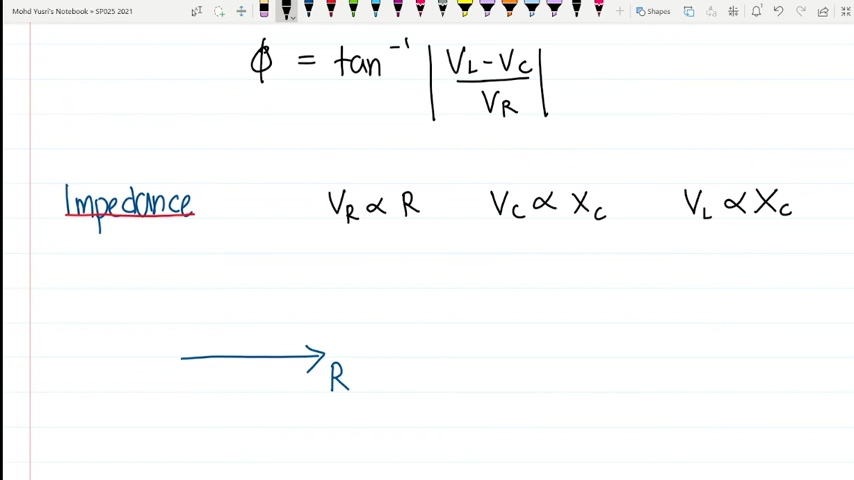 Mohd Yusri's Notebook » SP025 2021
Shapes
ϕ = tan⁻¹ |(V_L - V_C)/V_R|
Impedance V_R ∝ R V_C ∝ X_C V_L ∝ X_C
R